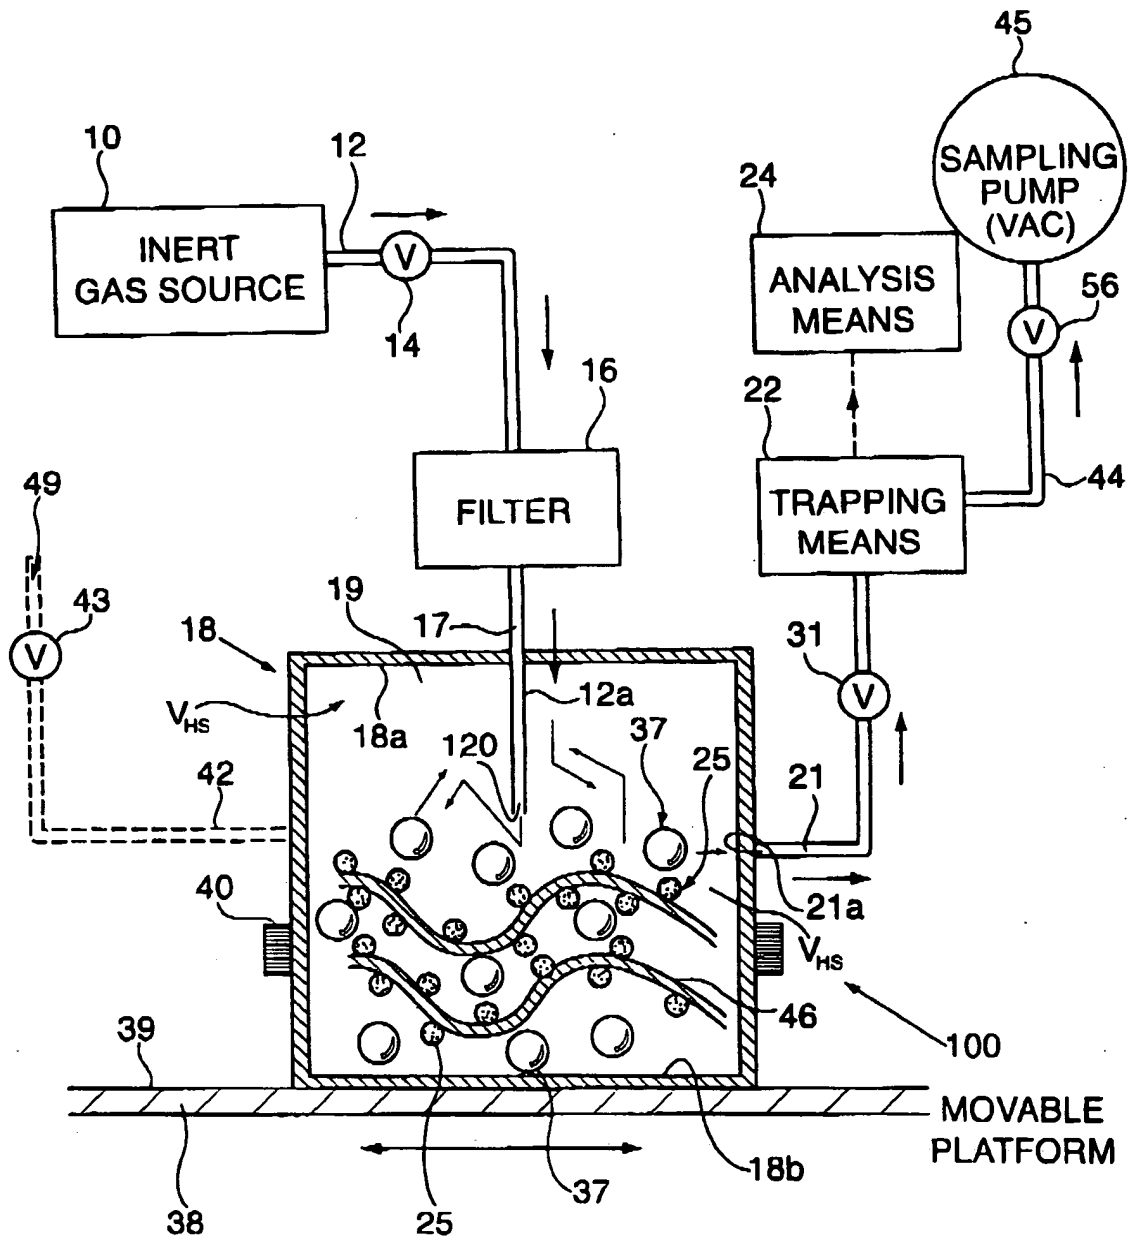 45
SAMPLING
PUMP
(VAC)
10
12
INERT
GAS SOURCE
V
14
24
ANALYSIS
MEANS
V
56
16
FILTER
22
TRAPPING
MEANS
44
49
V
43
18
19
17
31
V
V_HS
18a
12a
120
37
25
21
42
40
21a
V_HS
46
100
39
MOVABLE
PLATFORM
38
25
37
18b